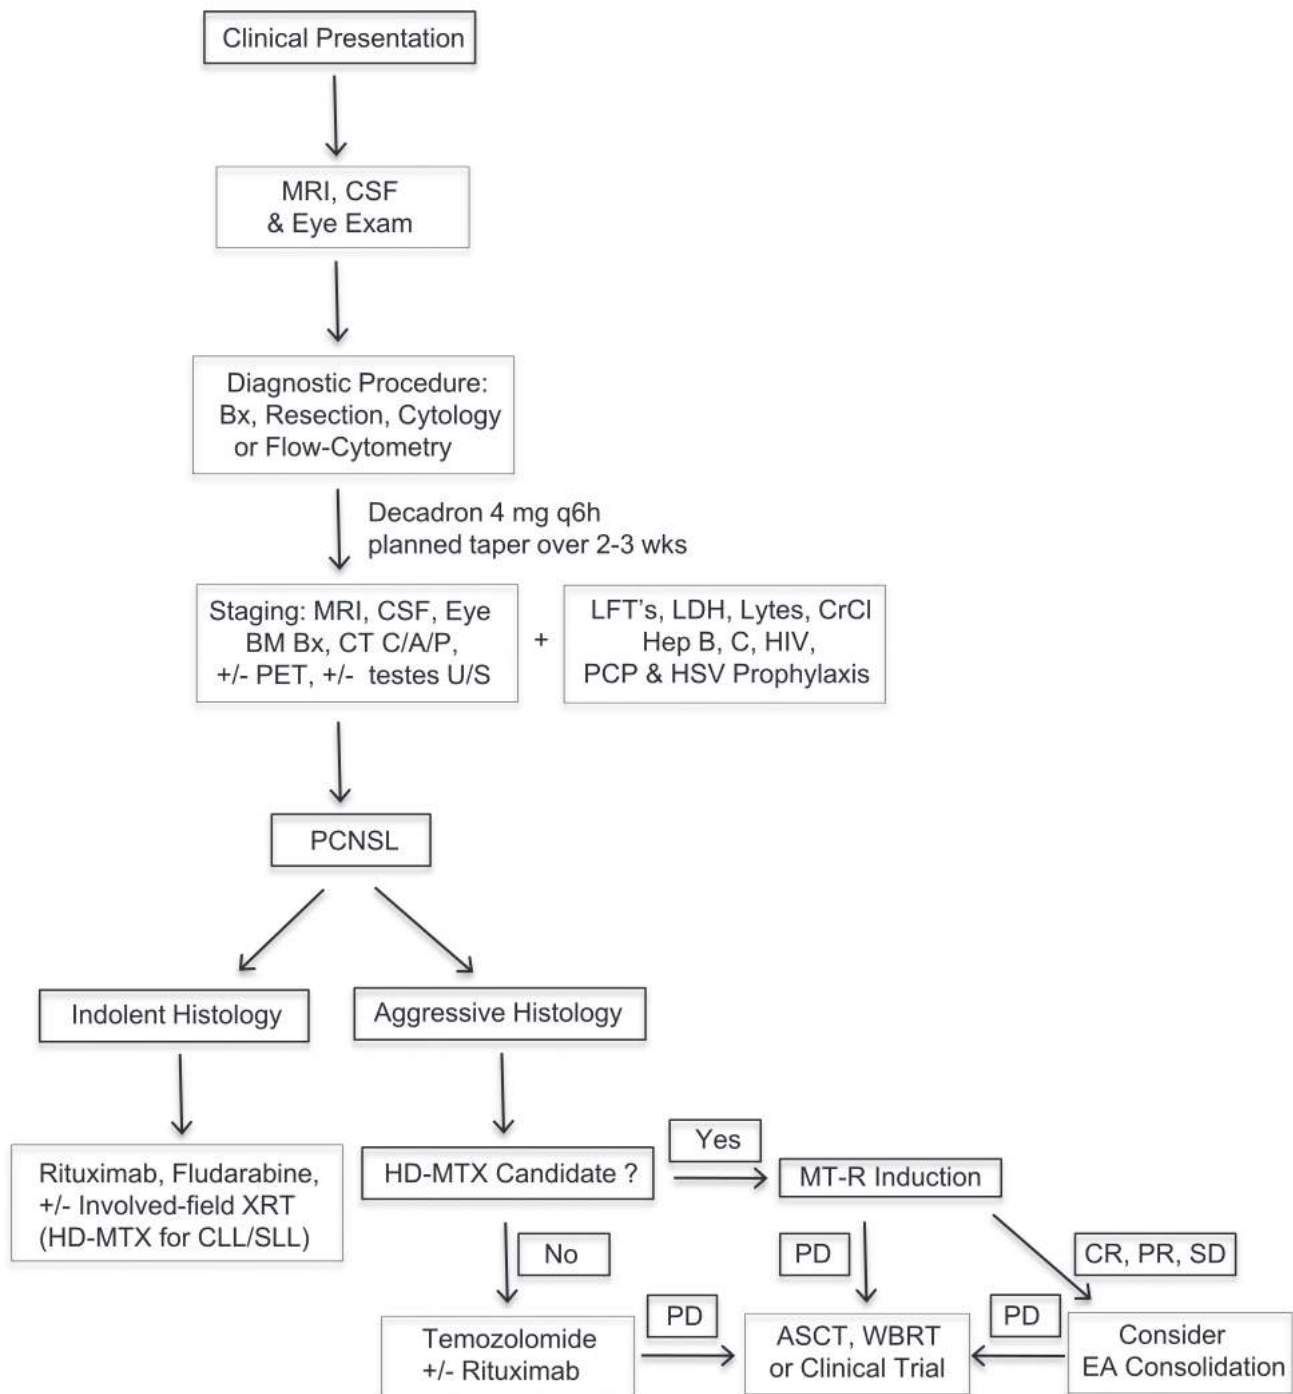 Clinical Presentation
MRI, CSF
& Eye Exam
Diagnostic Procedure:
Bx, Resection, Cytology
or Flow-Cytometry
Decadron 4 mg q6h
planned taper over 2-3 wks
Staging: MRI, CSF, Eye
BM Bx, CT C/A/P,
+/- PET, +/- testes U/S
+
LFT's, LDH, Lytes, CrCl
Hep B, C, HIV,
PCP & HSV Prophylaxis
PCNSL
Indolent Histology
Aggressive Histology
Rituximab, Fludarabine,
+/- Involved-field XRT
(HD-MTX for CLL/SLL)
HD-MTX Candidate ?
Yes
MT-R Induction
No
PD
CR, PR, SD
Temozolomide
+/- Rituximab
PD
ASCT, WBRT
or Clinical Trial
PD
Consider
EA Consolidation